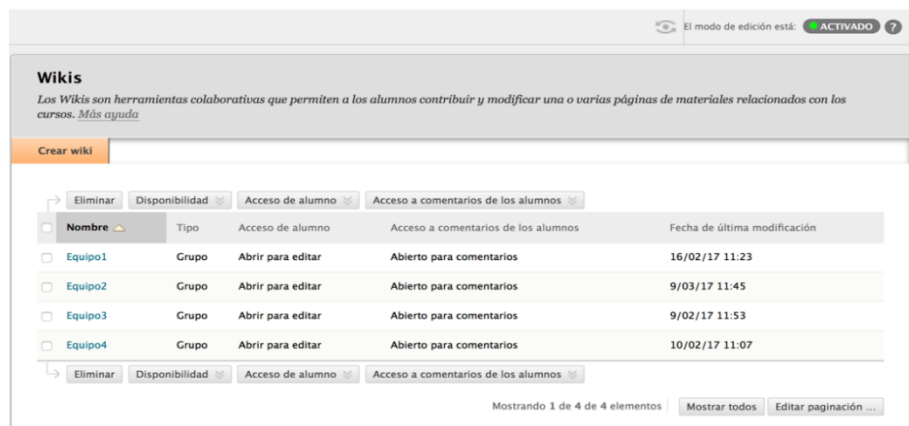 El modo de edición está: ACTIVADO ?
Wikis
Los Wikis son herramientas colaborativas que permiten a los alumnos contribuir y modificar una o varias páginas de materiales relacionados con los
cursos. Más ayuda
Crear wiki
Eliminar Disponibilidad Acceso de alumno Acceso a comentarios de los alumnos
Nombre Tipo Acceso de alumno Acceso a comentarios de los alumnos Fecha de última modificación
Equipo1 Grupo Abrir para editar Abierto para comentarios 16/02/17 11:23
Equipo2 Grupo Abrir para editar Abierto para comentarios 9/03/17 11:45
Equipo3 Grupo Abrir para editar Abierto para comentarios 9/02/17 11:53
Equipo4 Grupo Abrir para editar Abierto para comentarios 10/02/17 11:07
Eliminar Disponibilidad Acceso de alumno Acceso a comentarios de los alumnos
Mostrando 1 de 4 de 4 elementos Mostrar todos Editar paginación ...